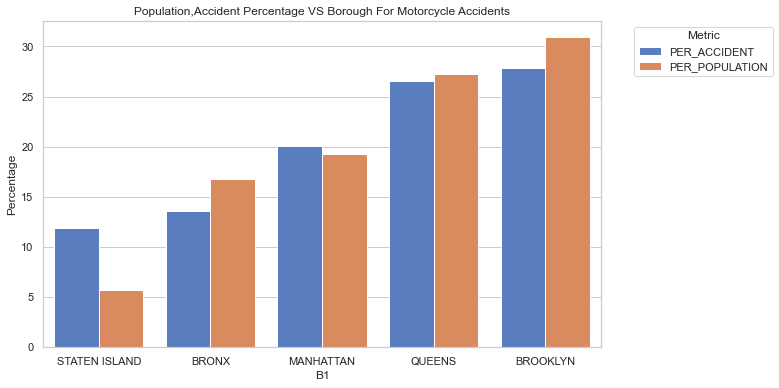 Population,Accident Percentage VS Borough For Motorcycle Accidents
Metric
PER_ACCIDENT
PER_POPULATION
Percentage
30
25
20
15
10
5
0
STATEN ISLAND BRONX MANHATTAN QUEENS BROOKLYN
B1